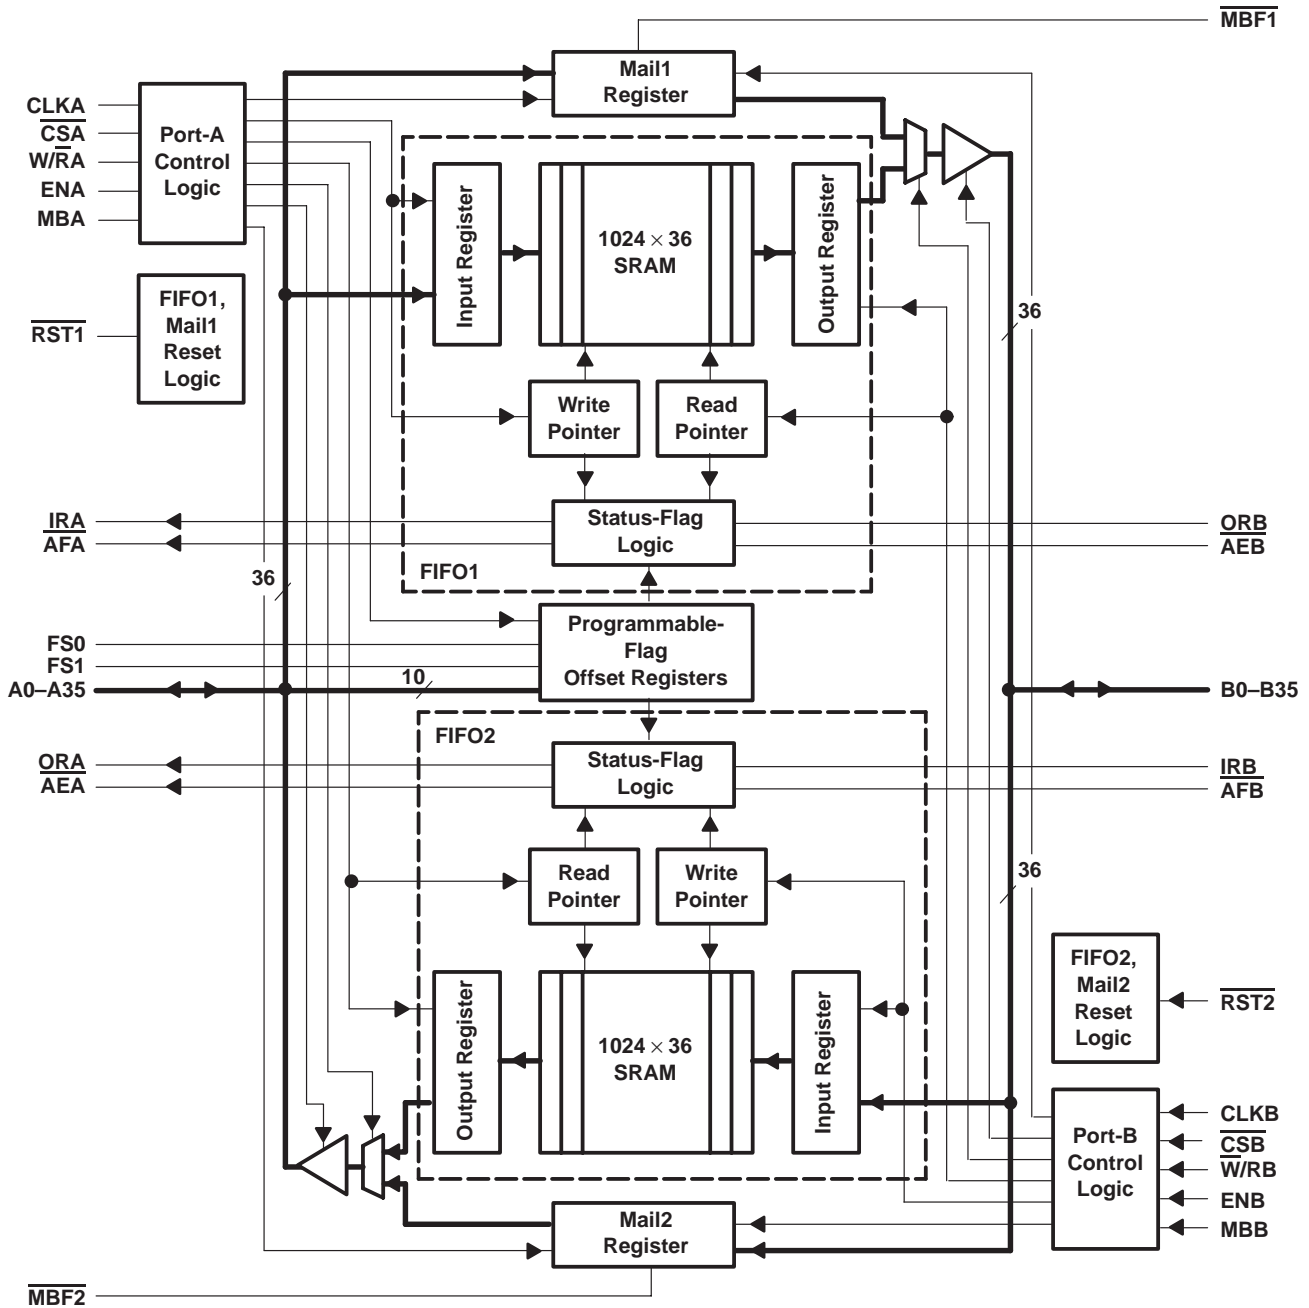 MBF1
Mail1
Register
CLKA
CSA
W/RA
ENA
MBA
Port-A
Control
Logic
Input Register
1024 × 36
SRAM
Output Register
FIFO1,
Mail1
Reset
Logic
RST1
36
Write
Pointer
Read
Pointer
IRA
AFA
Status-Flag
Logic
ORB
AEB
FIFO1
36
Programmable-
Flag
Offset Registers
FS0
FS1
A0–A35
10
B0–B35
FIFO2
ORA
AEA
Status-Flag
Logic
IRB
AFB
Read
Pointer
Write
Pointer
36
FIFO2,
Mail2
Reset
Logic
RST2
Output Register
1024 × 36
SRAM
Input Register
Port-B
Control
Logic
CLKB
CSB
W/RB
ENB
MBB
Mail2
Register
MBF2